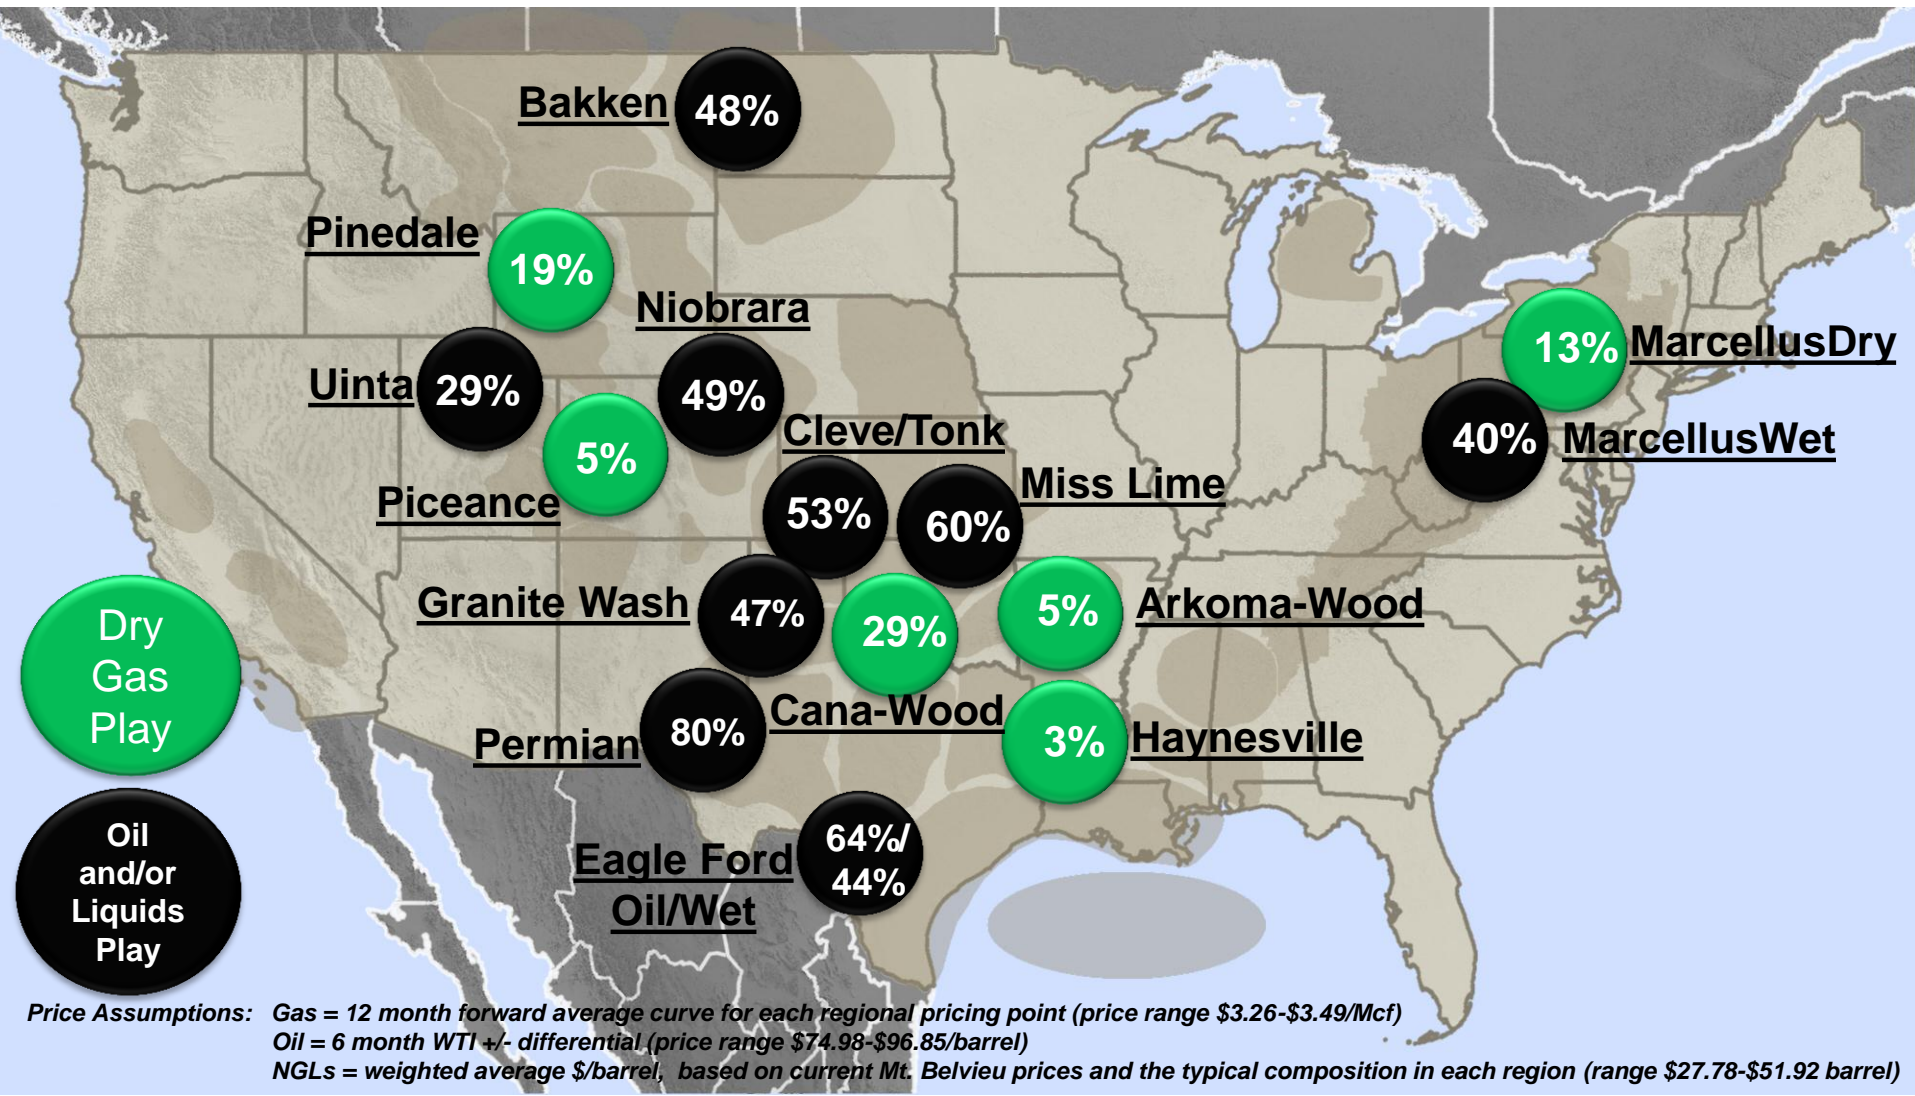 Bakken
48%
Pinedale
19%
Niobrara
49%
Uinta
29%
5%
Piceance
13%
MarcellusDry
40%
MarcellusWet
Cleve/Tonk
53%
Miss Lime
60%
Granite Wash
47%
29%
Cana-Wood
5%
Arkoma-Wood
Permian
80%
3%
Haynesville
Eagle Ford
Oil/Wet
64%/
44%
Dry
Gas
Play
Oil
and/or
Liquids
Play
Price Assumptions: Gas = 12 month forward average curve for each regional pricing point (price range $3.26-$3.49/Mcf)
Oil = 6 month WTI +/- differential (price range $74.98-$96.85/barrel)
NGLs = weighted average $/barrel, based on current Mt. Belvieu prices and the typical composition in each region (range $27.78-$51.92 barrel)